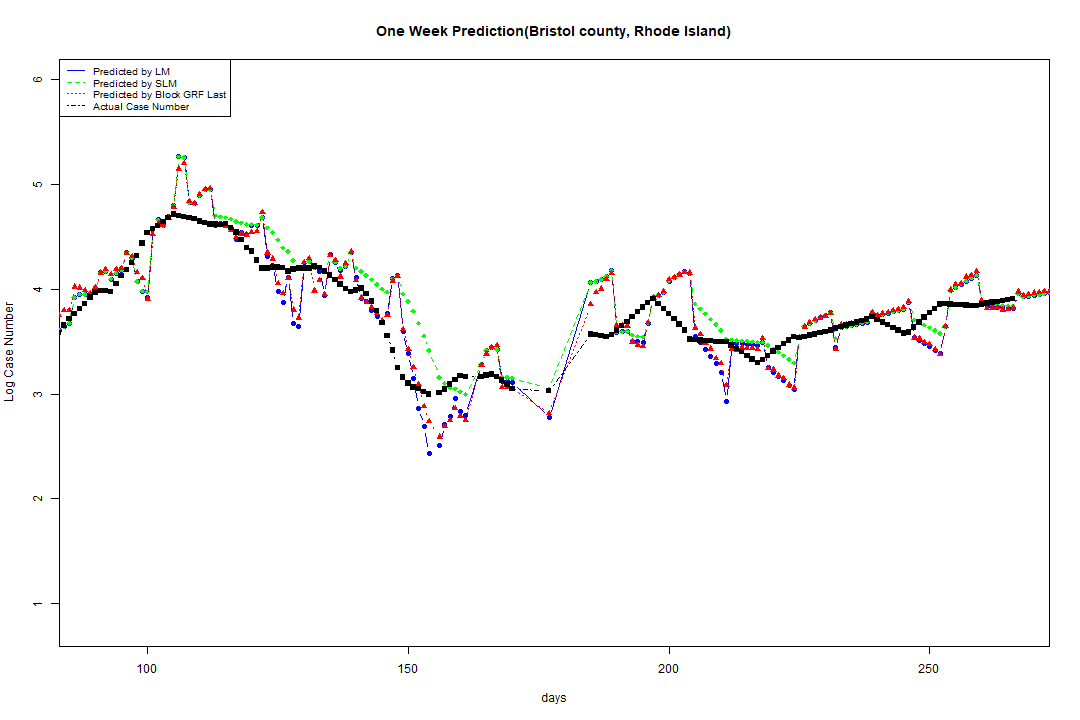 One Week Prediction(Bristol county, Rhode Island)
Predicted by LM
Predicted by SLM
Predicted by Block GRF Last
Actual Case Number
Log Case Number
6
5
4
3
2
1
100 150 200 250
days